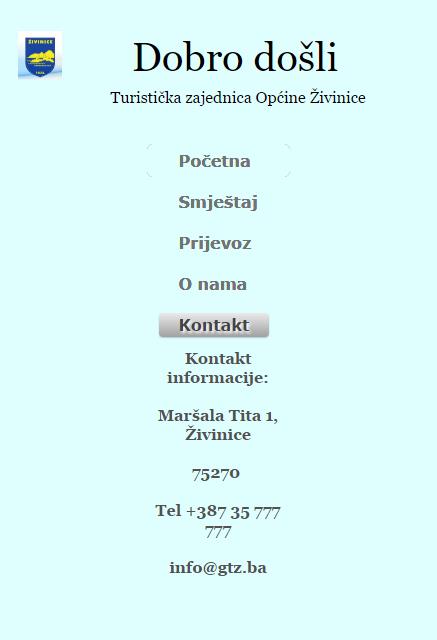 ŽIVINICE
Dobro došli
Turistička zajednica Općine Živinice
Početna
Smještaj
Prijevoz
O nama
Kontakt
Kontakt
informacije:
Maršala Tita 1,
Živinice
75270
Tel +387 35 777
777
info@gtz.ba